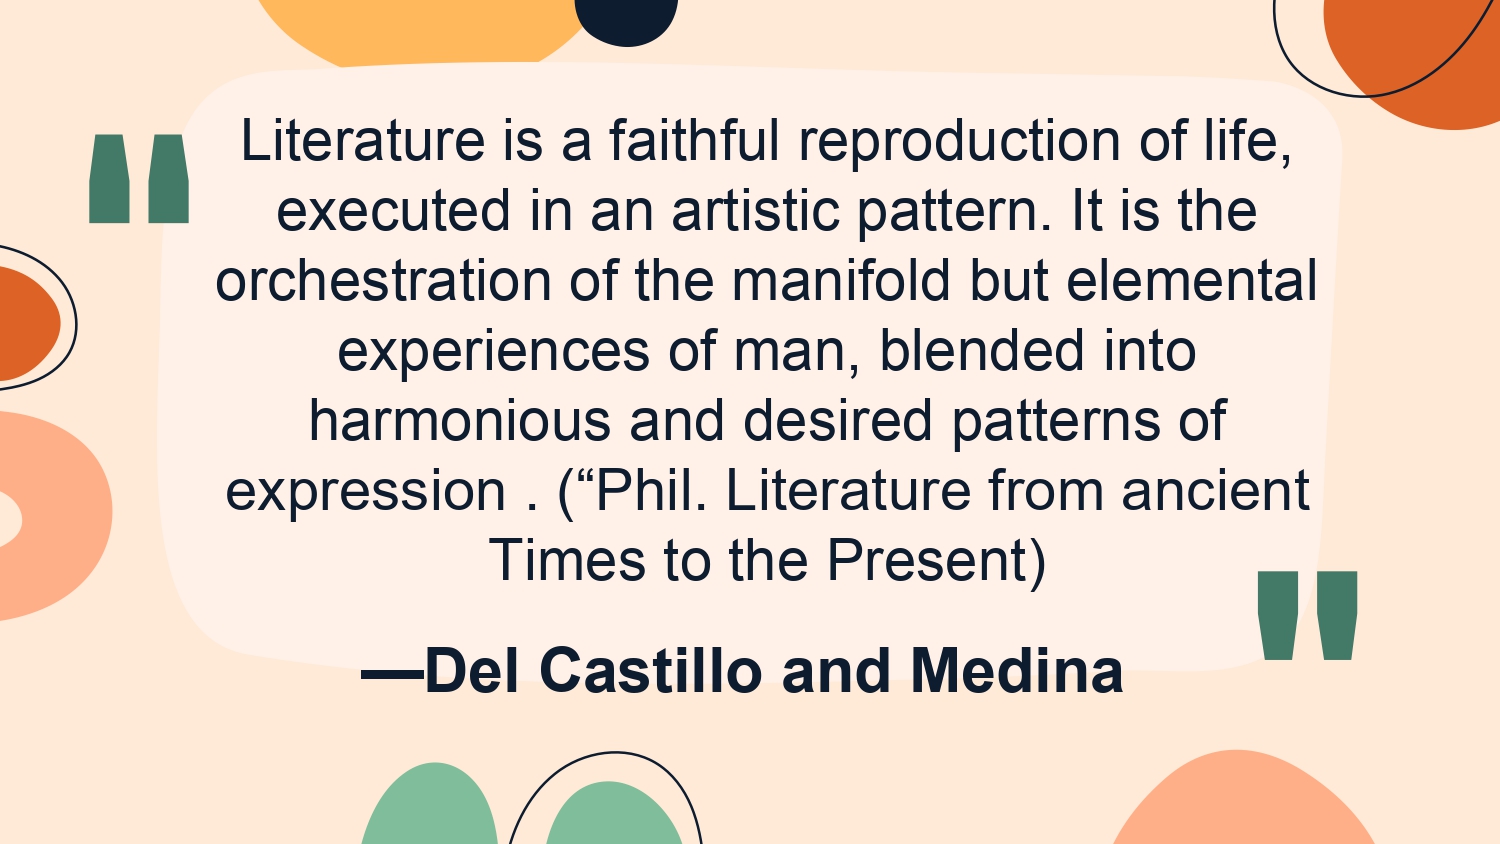 Literature is a faithful reproduction of life,
executed in an artistic pattern. It is the
orchestration of the manifold but elemental
experiences of man, blended into
harmonious and desired patterns of
expression . (“Phil. Literature from ancient
Times to the Present)
—Del Castillo and Medina